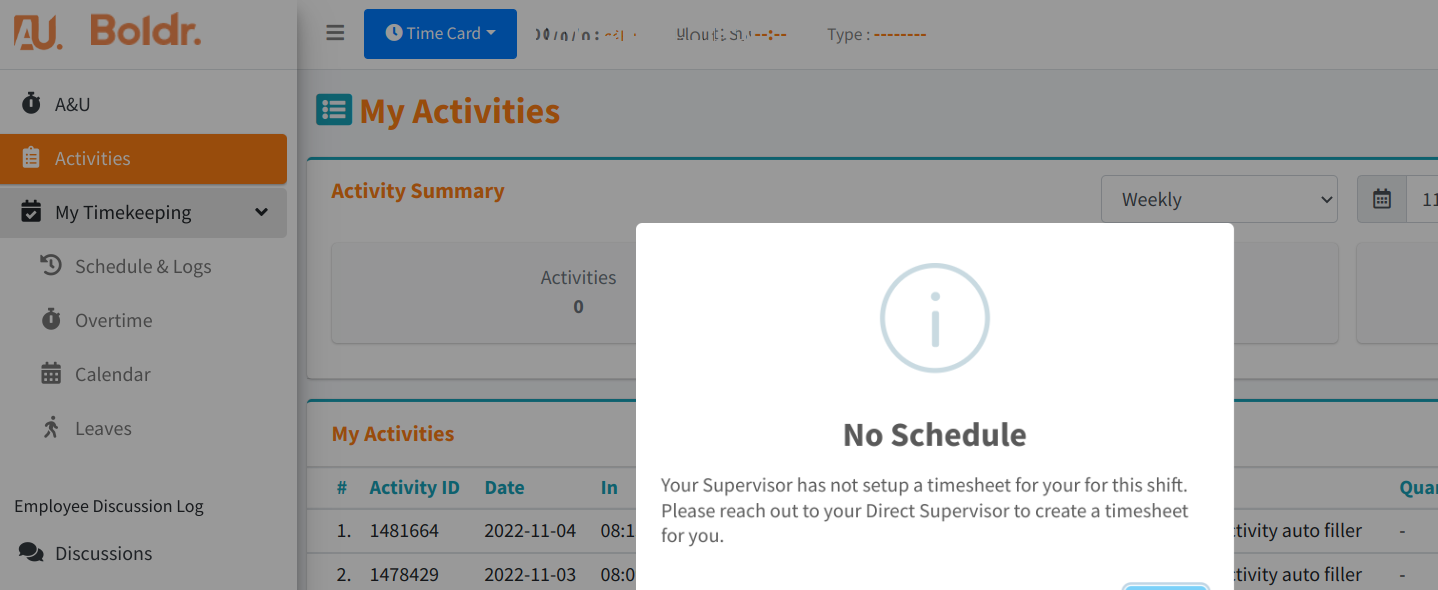 AU. Boldr.
Time Card
Type : --------
A&U
My Activities
Activities
Activity Summary
Weekly
11
My Timekeeping
Schedule & Logs
Activities
0
Overtime
Calendar
Leaves
No Schedule
My Activities
Your Supervisor has not setup a timesheet for your for this shift.
Please reach out to your Direct Supervisor to create a timesheet
for you.
# Activity ID Date In
Employee Discussion Log
1. 1481664 2022-11-04 08:1 tivity auto filler -
Discussions
2. 1478429 2022-11-03 08:0 tivity auto filler -